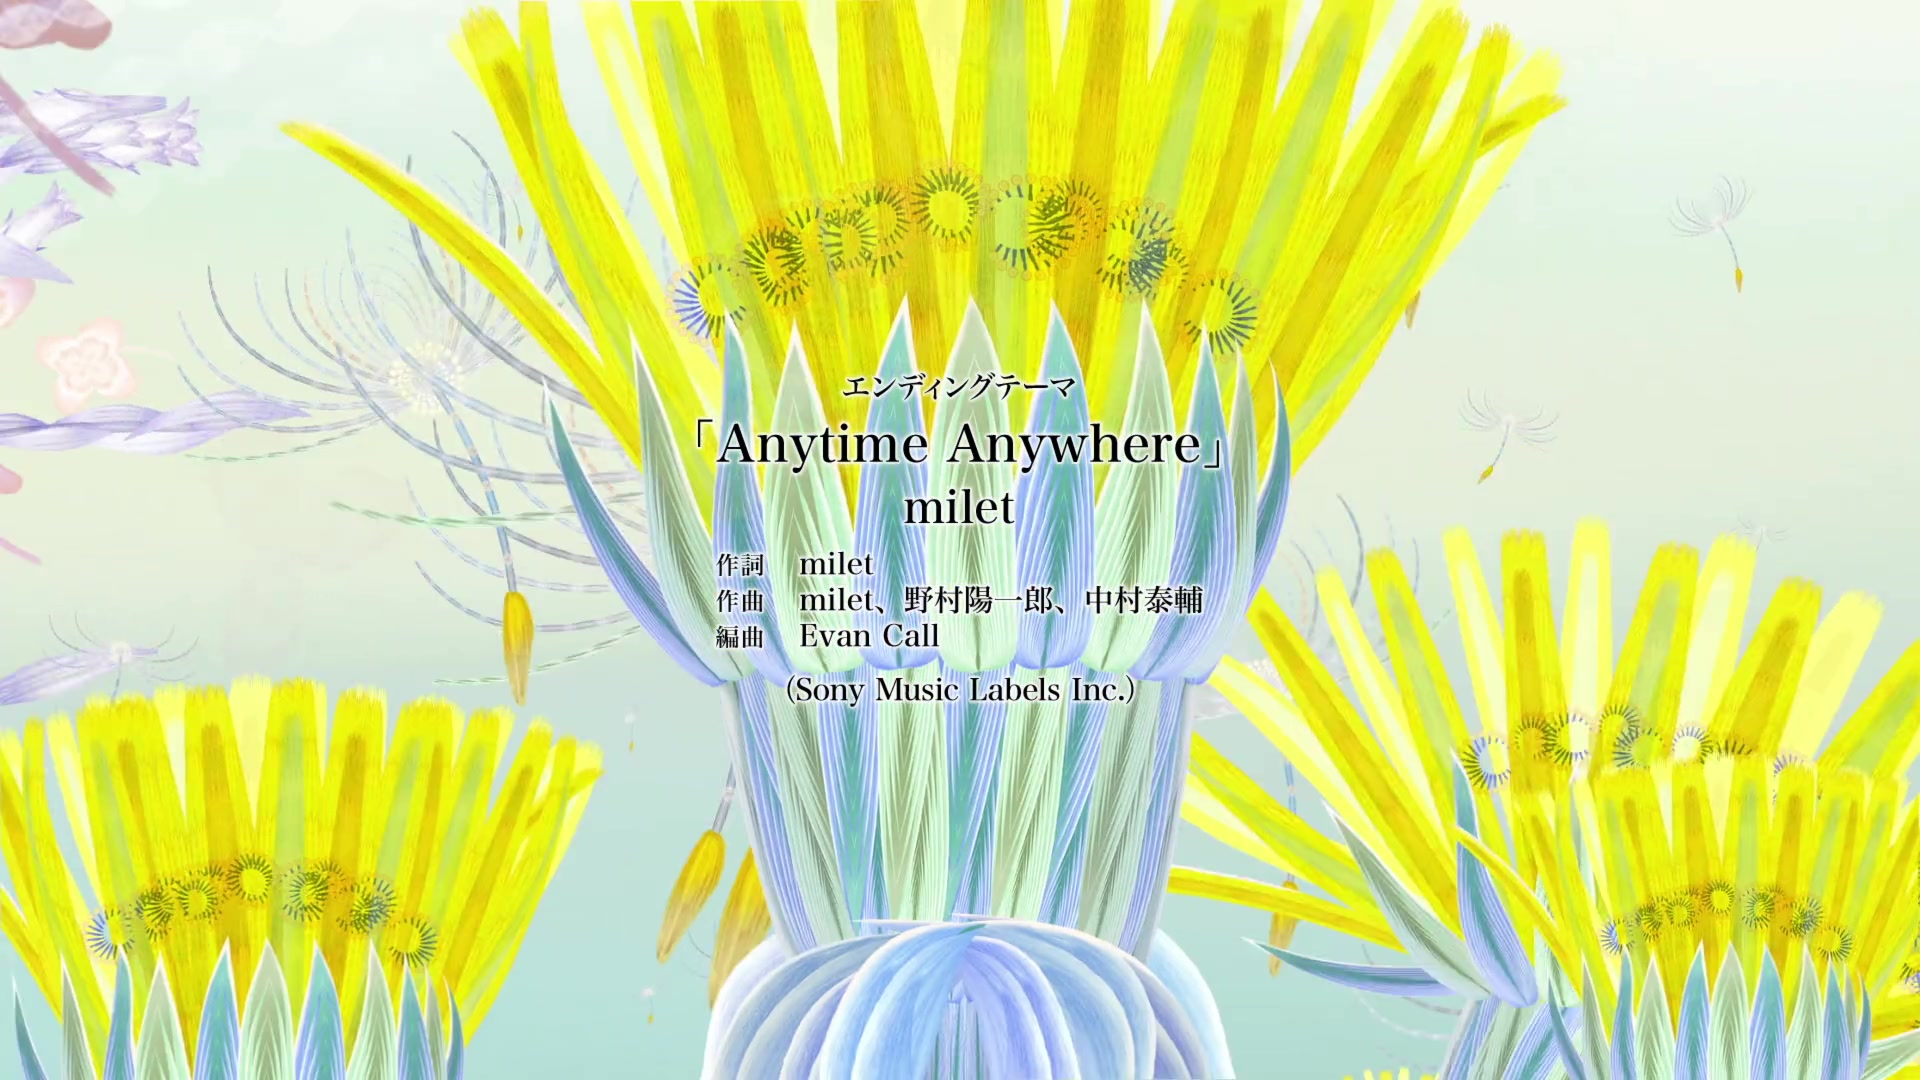 エンディングテーマ
「Anytime Anywhere」
milet
作詞 milet
作曲 milet、野村陽一郎、中村泰輔
編曲 Evan Call
(Sony Music Labels Inc.)